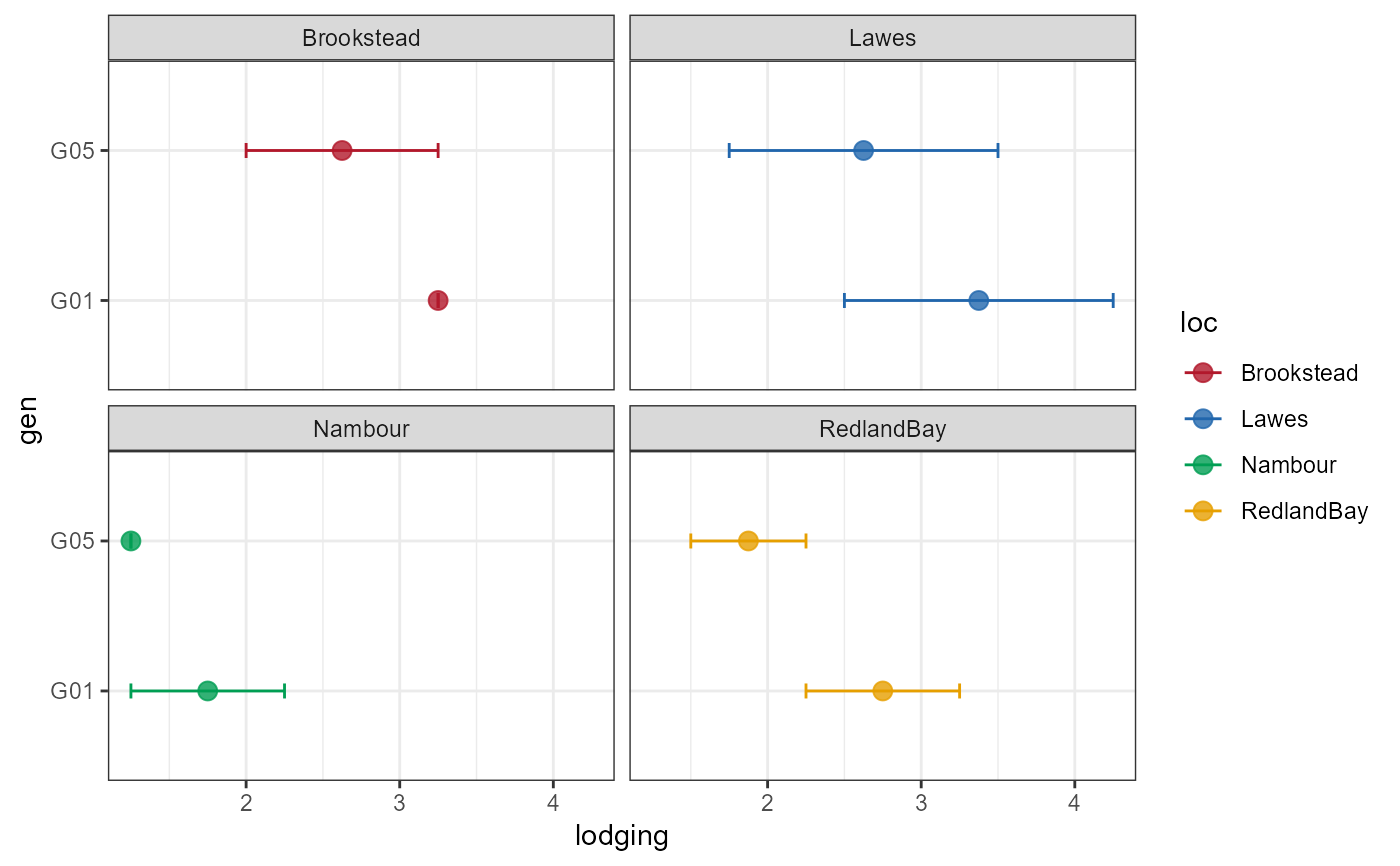 Brookstead
Lawes
G05
G01
Nambour
RedlandBay
G05
G01
2
3
4
2
3
4
lodging
gen
loc
Brookstead
Lawes
Nambour
RedlandBay